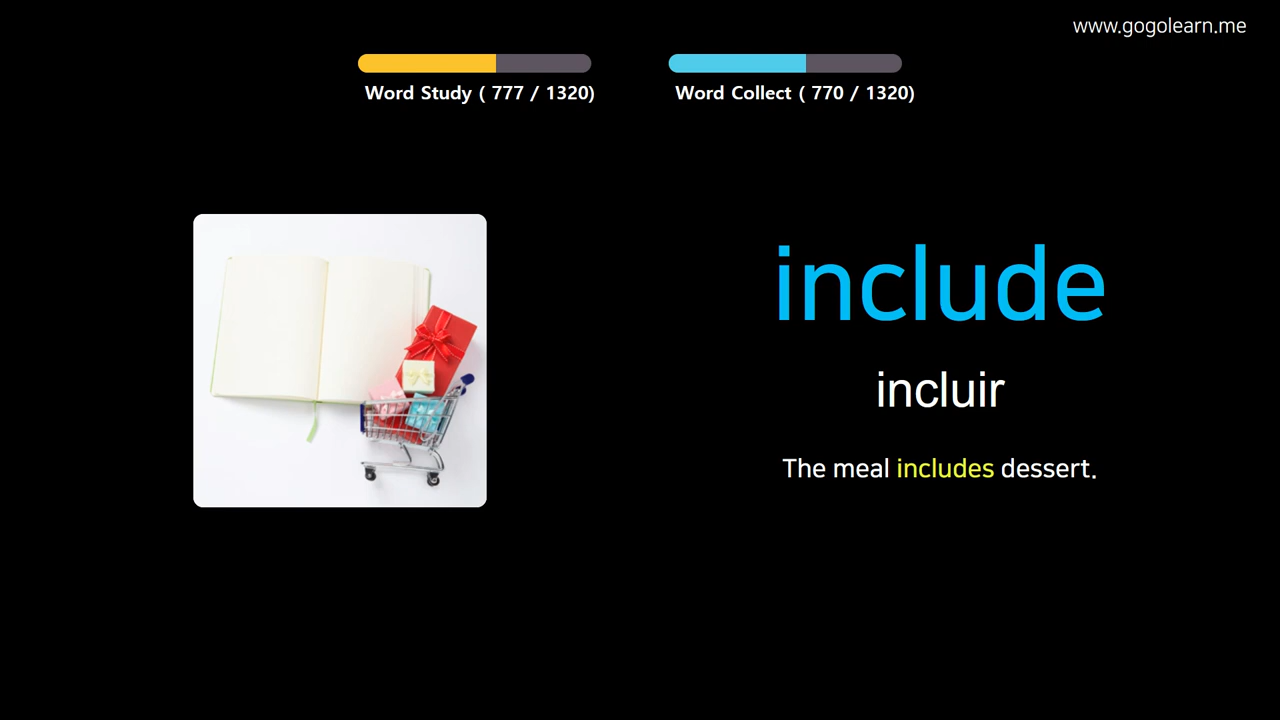 www.gogolearn.me
Word Study ( 777 / 1320)
Word Collect ( 770 / 1320)
include
incluir
The meal includes dessert.